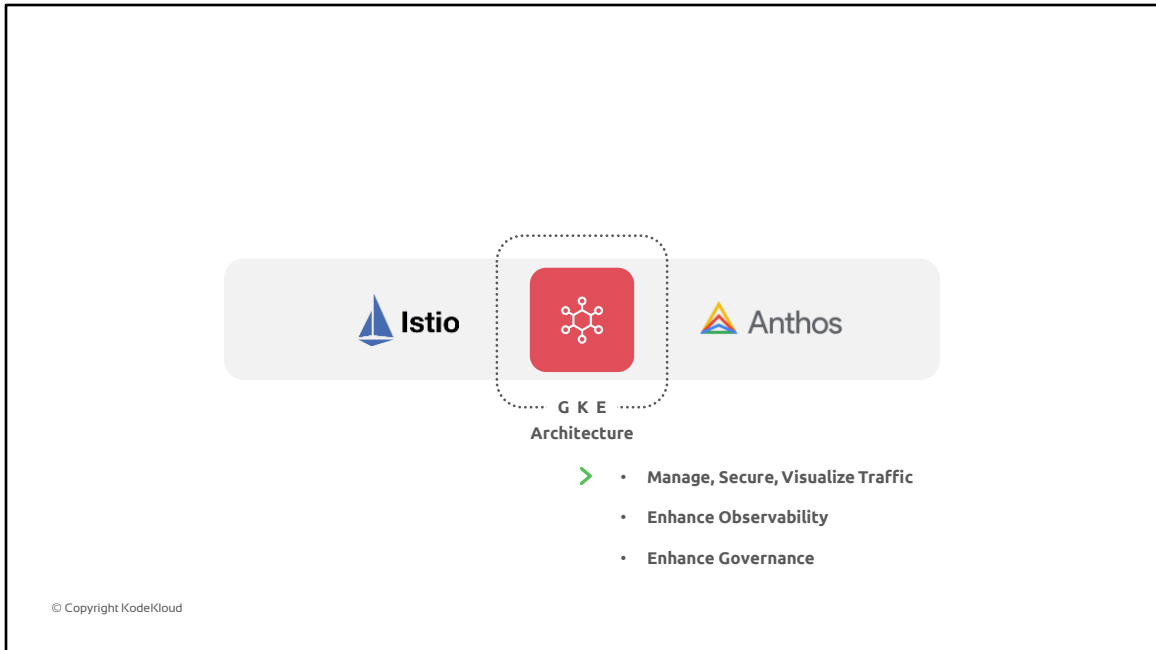 Istio
Anthos
G K E
Architecture
• Manage, Secure, Visualize Traffic
• Enhance Observability
• Enhance Governance
© Copyright KodeKloud